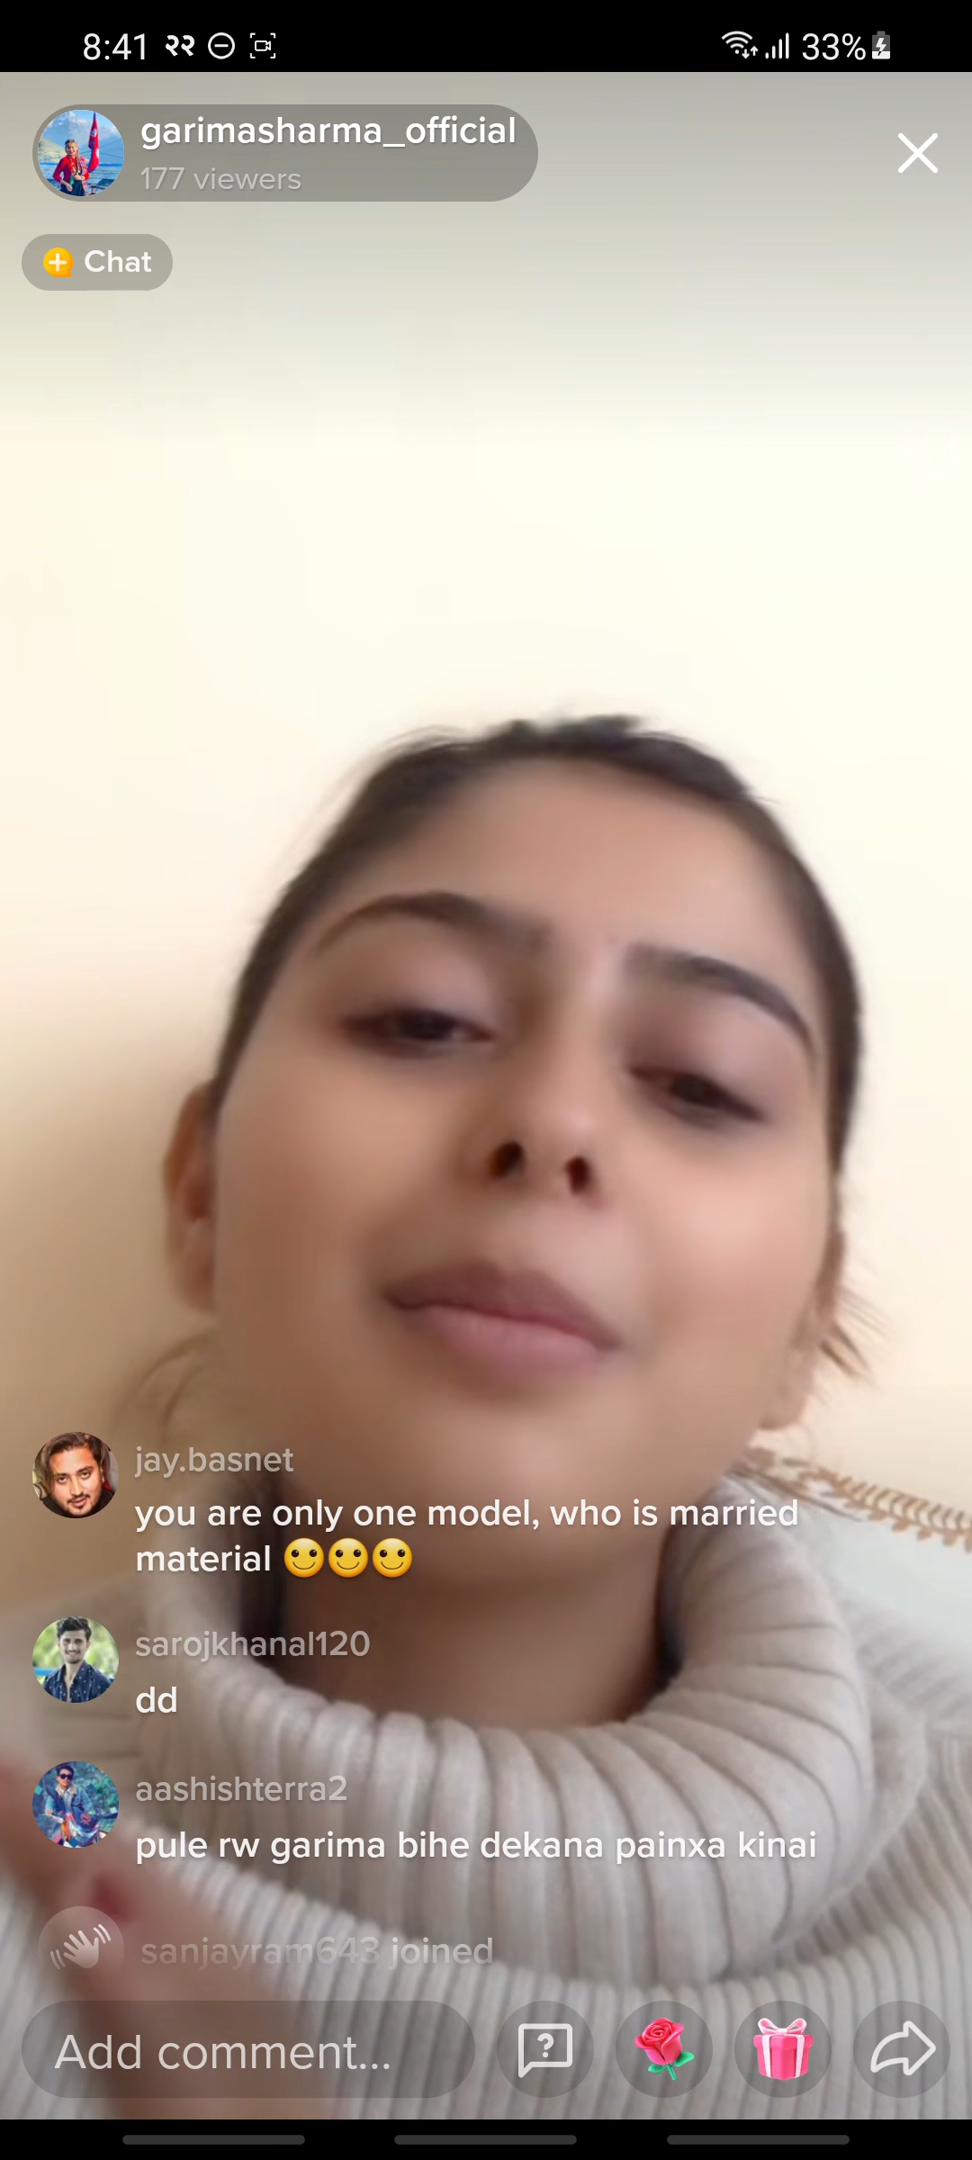 8:41 २२ 33%
garimasharma_official
177 viewers
Chat
jay.basnet
you are only one model, who is married
material 🙂🙂🙂
sarojkhanal120
dd
aashishterra2
pule rw garima bihe dekana painxa kinai
sanjayram643 joined
Add comment...